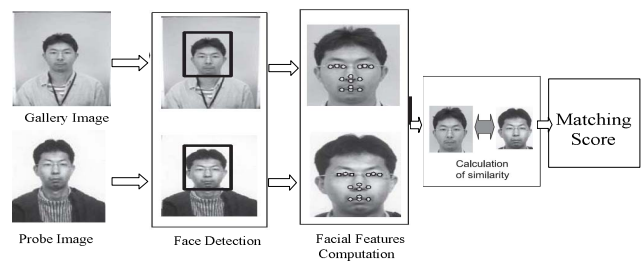 Gallery Image
Probe Image
Face Detection
Facial Features
Computation
Calculation
of similarity
Matching
Score